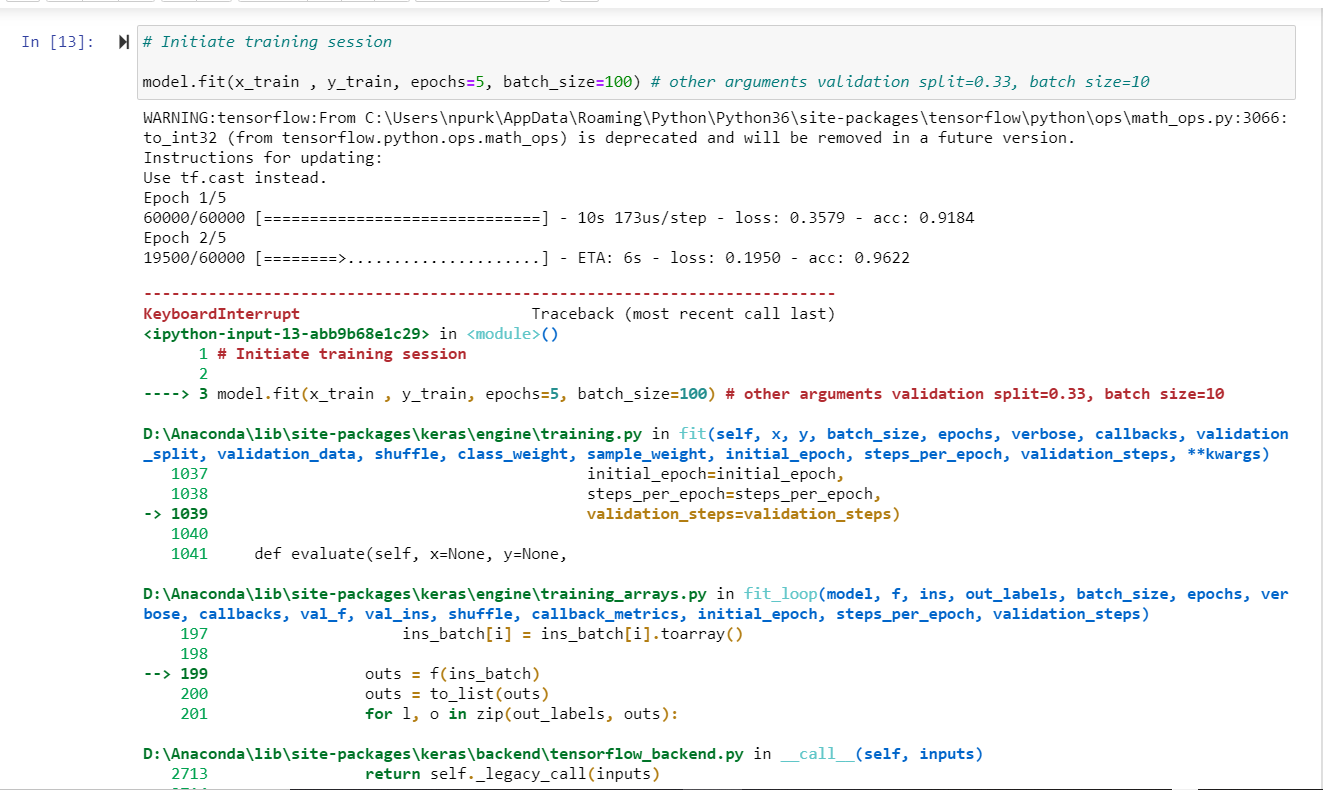 In [13]: # Initiate training session
model.fit(x_train , y_train, epochs=5, batch_size=100) # other arguments validation split=0.33, batch size=10
WARNING:tensorflow:From C:\Users\npurk\AppData\Roaming\Python\Python36\site-packages\tensorflow\python\ops\math_ops.py:3066:
to_int32 (from tensorflow.python.ops.math_ops) is deprecated and will be removed in a future version.
Instructions for updating:
Use tf.cast instead.
Epoch 1/5
60000/60000 [==============================] - 10s 173us/step - loss: 0.3579 - acc: 0.9184
Epoch 2/5
19500/60000 [========>.....................] - ETA: 6s - loss: 0.1950 - acc: 0.9622
---------------------------------------------------------------------------
KeyboardInterrupt                         Traceback (most recent call last)
<ipython-input-13-abb9b68e1c29> in <module>()
      1 # Initiate training session
      2
----> 3 model.fit(x_train , y_train, epochs=5, batch_size=100) # other arguments validation split=0.33, batch size=10
D:\Anaconda\lib\site-packages\keras\engine\training.py in fit(self, x, y, batch_size, epochs, verbose, callbacks, validation
_split, validation_data, shuffle, class_weight, sample_weight, initial_epoch, steps_per_epoch, validation_steps, **kwargs)
   1037                                         initial_epoch=initial_epoch,
   1038                                         steps_per_epoch=steps_per_epoch,
-> 1039                                         validation_steps=validation_steps)
   1040
   1041     def evaluate(self, x=None, y=None,
D:\Anaconda\lib\site-packages\keras\engine\training_arrays.py in fit_loop(model, f, ins, out_labels, batch_size, epochs, ver
bose, callbacks, val_f, val_ins, shuffle, callback_metrics, initial_epoch, steps_per_epoch, validation_steps)
    197                     ins_batch[i] = ins_batch[i].toarray()
    198
--> 199                 outs = f(ins_batch)
    200                 outs = to_list(outs)
    201                 for l, o in zip(out_labels, outs):
D:\Anaconda\lib\site-packages\keras\backend\tensorflow_backend.py in __call__(self, inputs)
   2713                 return self._legacy_call(inputs)